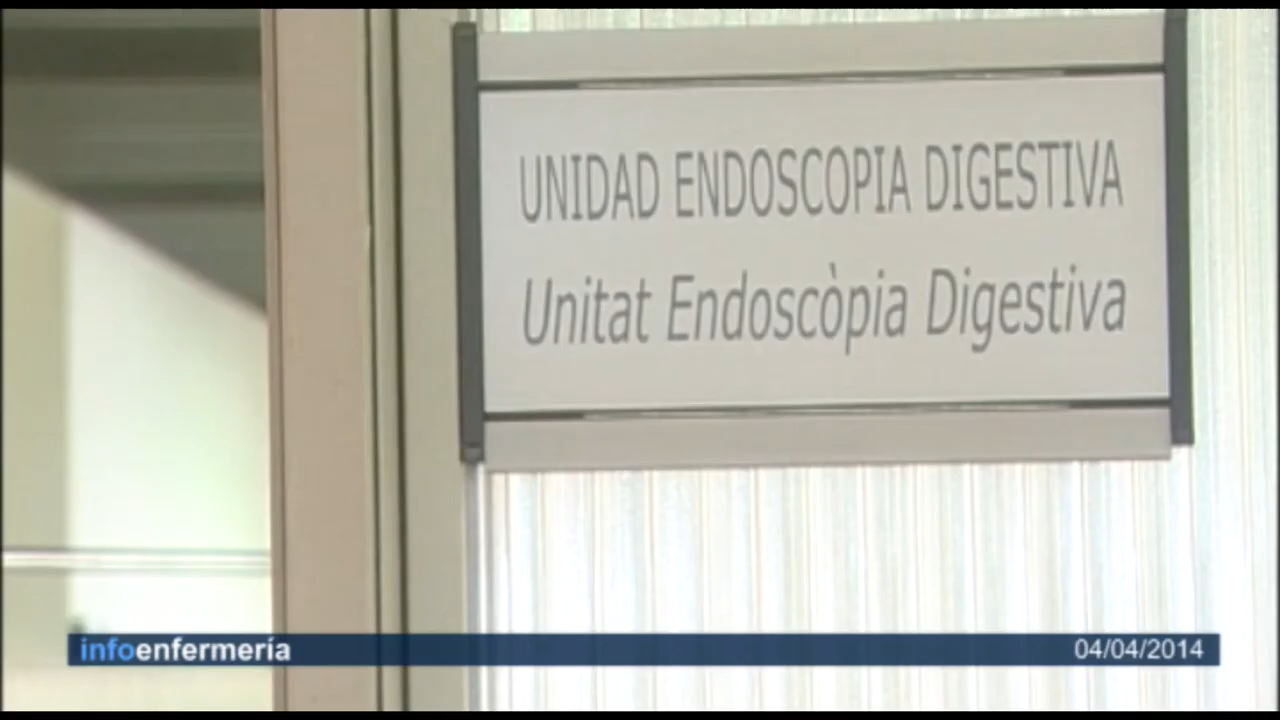 UNIDAD ENDOSCOPIA DIGESTIVA
Unitat Endoscòpia Digestiva
infoenfermería
04/04/2014